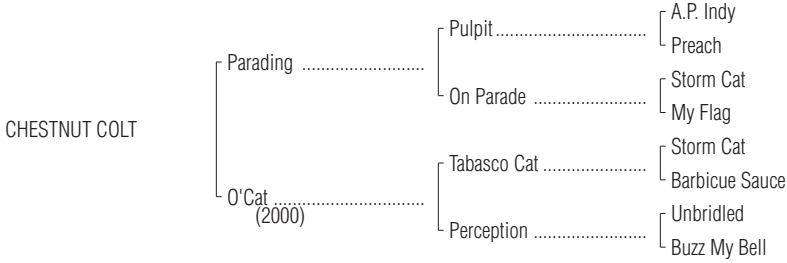 A.P. Indy
Pulpit..................................
Preach
Parading ..........................
Storm Cat
On Parade .........................
My Flag
CHESTNUT COLT
Storm Cat
Tabasco Cat .......................
Barbicue Sauce
O'Cat ................................
(2000)
Unbridled
Perception .........................
Buzz My Bell